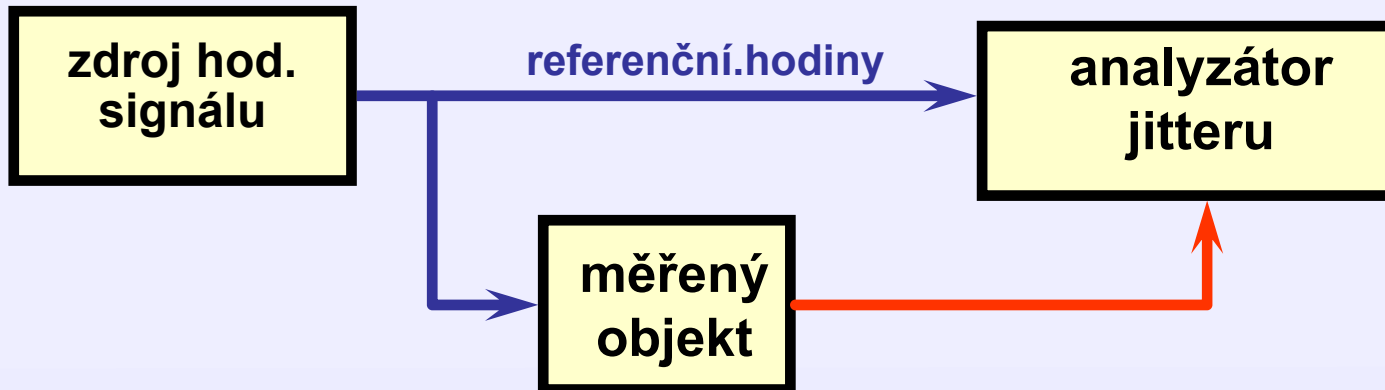 zdroj hod.
signálu
referenční.hodiny
analyzátor
jitteru
měřený
objekt